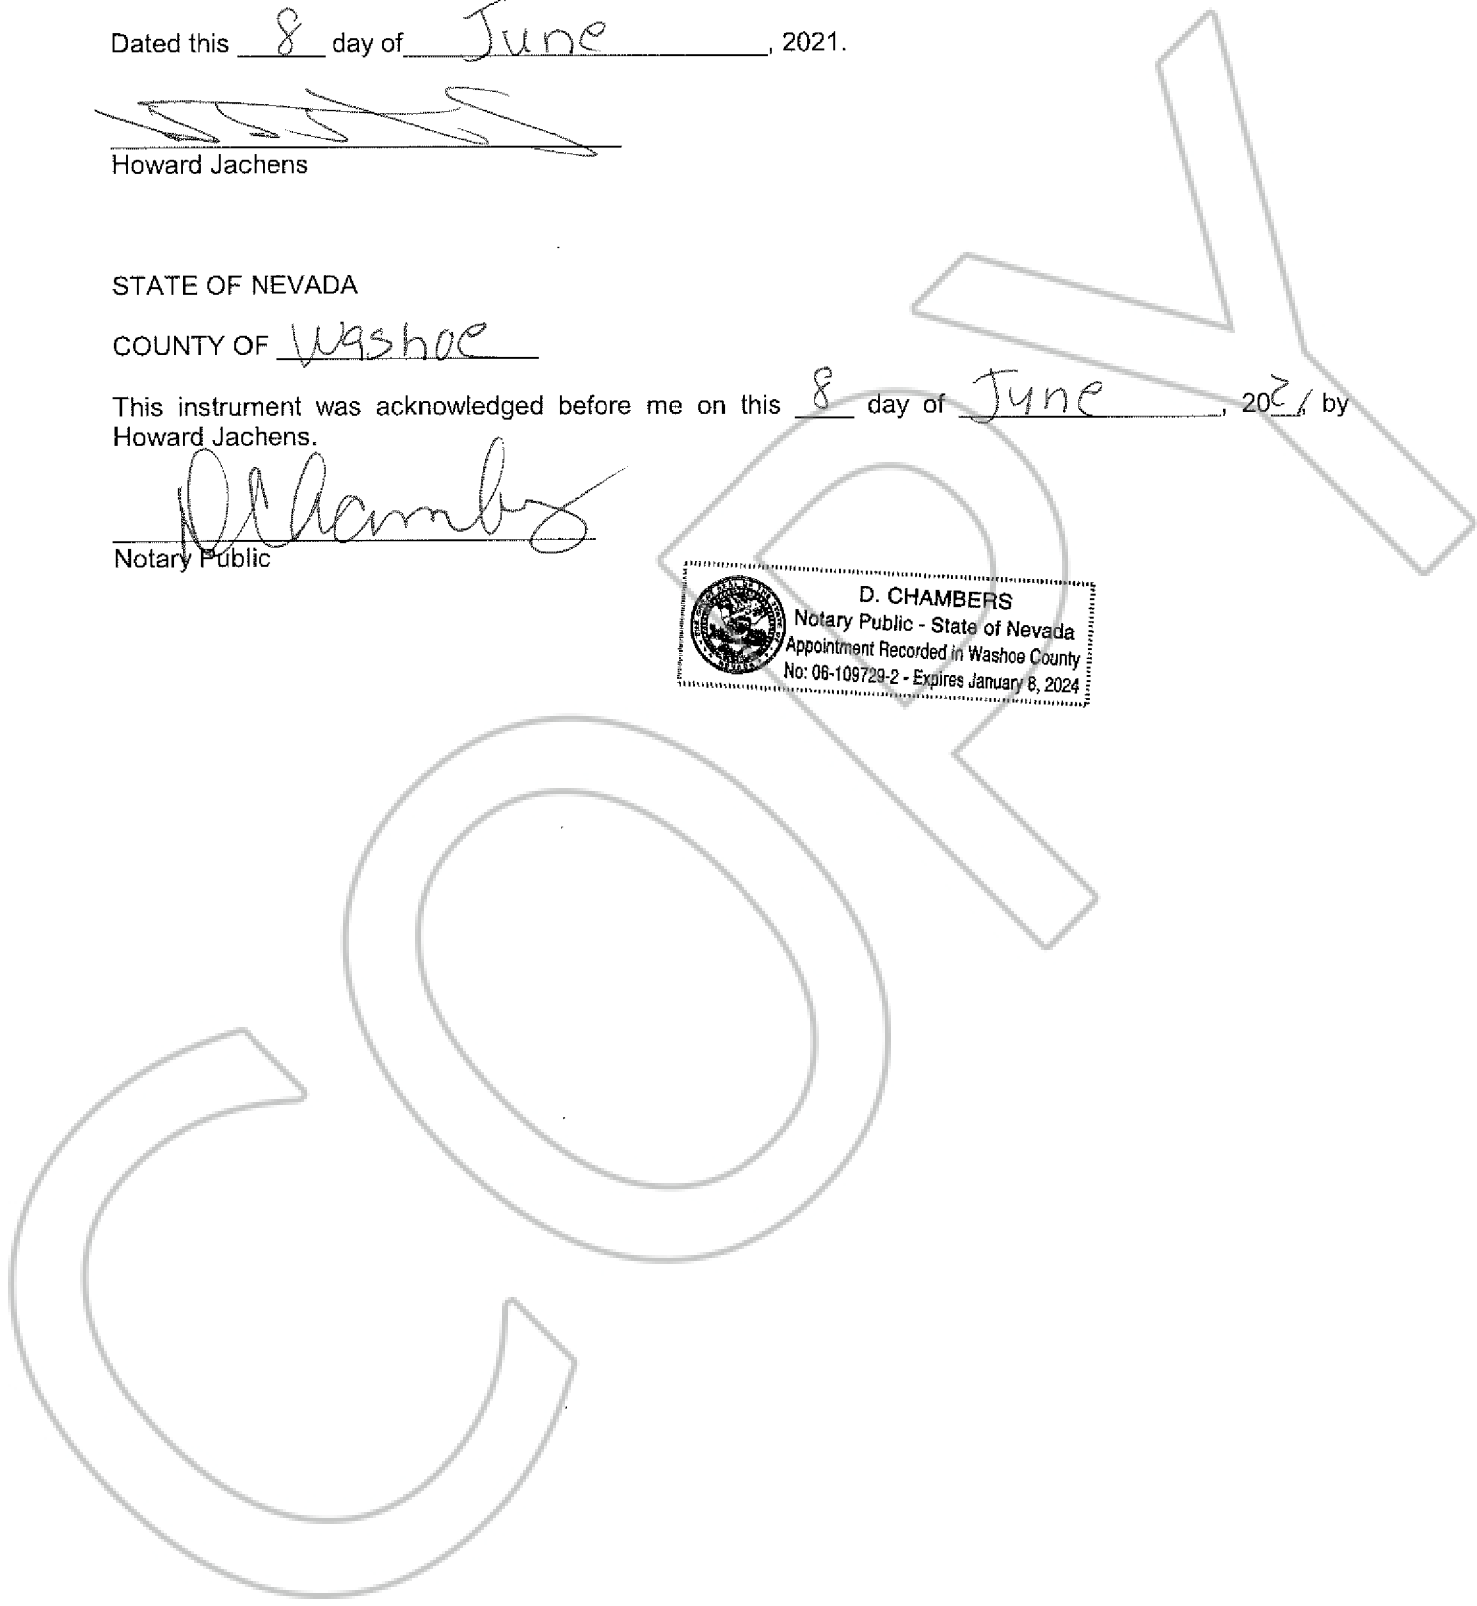 Dated this 8 day of June, 2021.
Howard Jachens
STATE OF NEVADA
COUNTY OF Washoe
This instrument was acknowledged before me on this 8 day of June, 2021, by
Howard Jachens.
D Chambers
Notary Public
D. CHAMBERS
Notary Public - State of Nevada
Appointment Recorded in Washoe County
No: 06-109729-2 - Expires January 8, 2024
COPY